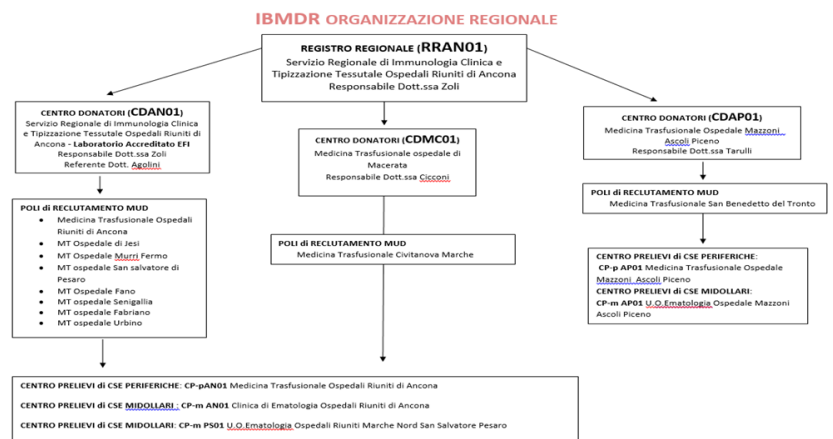 IBMDR ORGANIZZAZIONE REGIONALE
REGISTRO REGIONALE (RRAN01)
Servizio Regionale di Immunologia Clinica e
Tipizzazione Tessutale Ospedali Riuniti di Ancona
Responsabile Dott.ssa Zoli
CENTRO DONATORI (CDAN01)
Servizio Regionale di Immunologia Clinica
e Tipizzazione Tessutale Ospedali Riuniti di
Ancona - Laboratorio Accreditato EFI
Responsabile Dott.ssa Zoli
Referente Dott. Agolini
CENTRO DONATORI (CDMC01)
Medicina Trasfusionale ospedale di
Macerata
Responsabile Dott.ssa Cicconi
CENTRO DONATORI (CDAP01)
Medicina Trasfusionale Ospedale Mazzoni
Ascoli Piceno
Responsabile Dott.ssa Tarulli
POLI di RECLUTAMENTO MUD
• Medicina Trasfusionale Ospedali
Riuniti di Ancona
• MT Ospedale di Jesi
• MT Ospedale Murri Fermo
• MT ospedale San salvatore di
Pesaro
• MT Ospedale Fano
• MT ospedale Senigallia
• MT ospedale Fabriano
• MT ospedale Urbino
POLI di RECLUTAMENTO MUD
Medicina Trasfusionale Civitanova Marche
POLI di RECLUTAMENTO MUD
Medicina Trasfusionale San Benedetto del Tronto
CENTRO PRELIEVI di CSE PERIFERICHE:
CP-p AP01 Medicina Trasfusionale Ospedale
Mazzoni Ascoli Piceno
CENTRO PRELIEVI di CSE MIDOLLARI:
CP-m AP01 U.O.Ematologia Ospedale Mazzoni
Ascoli Piceno
CENTRO PRELIEVI di CSE PERIFERICHE: CP-pAN01 Medicina Trasfusionale Ospedali Riuniti di Ancona
CENTRO PRELIEVI di CSE MIDOLLARI : CP-m AN01 Clinica di Ematologia Ospedali Riuniti di Ancona
CENTRO PRELIEVI di CSE MIDOLLARI: CP-m PS01 U.O.Ematologia Ospedali Riuniti Marche Nord San Salvatore Pesaro